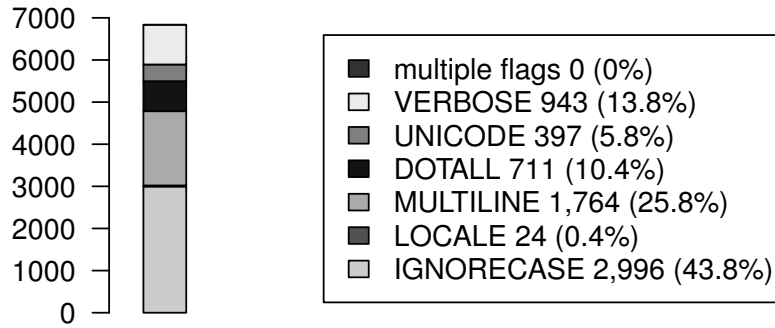 7000
6000
5000
4000
3000
2000
1000
0
multiple flags 0 (0%)
VERBOSE 943 (13.8%)
UNICODE 397 (5.8%)
DOTALL 711 (10.4%)
MULTILINE 1,764 (25.8%)
LOCALE 24 (0.4%)
IGNORECASE 2,996 (43.8%)